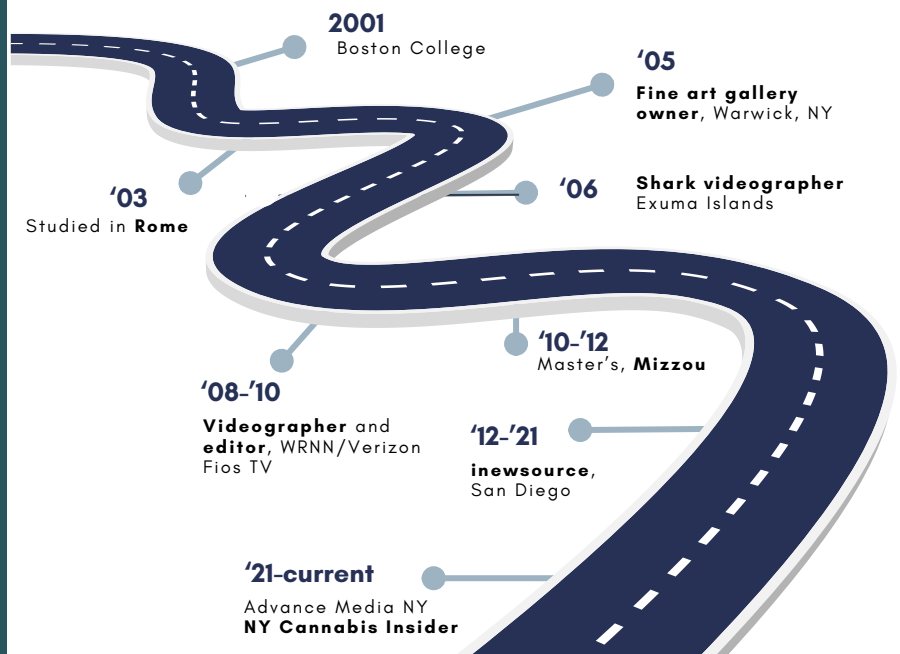 2001
Boston College
‘05
Fine art gallery
owner, Warwick, NY
‘03
Studied in Rome
‘06
Shark videographer
Exuma Islands
‘08-’10
Videographer and
editor, WRNN/Verizon
Fios TV
‘10-’12
Master’s, Mizzou
‘12-’21
inewsource,
San Diego
‘21-current
Advance Media NY
NY Cannabis Insider